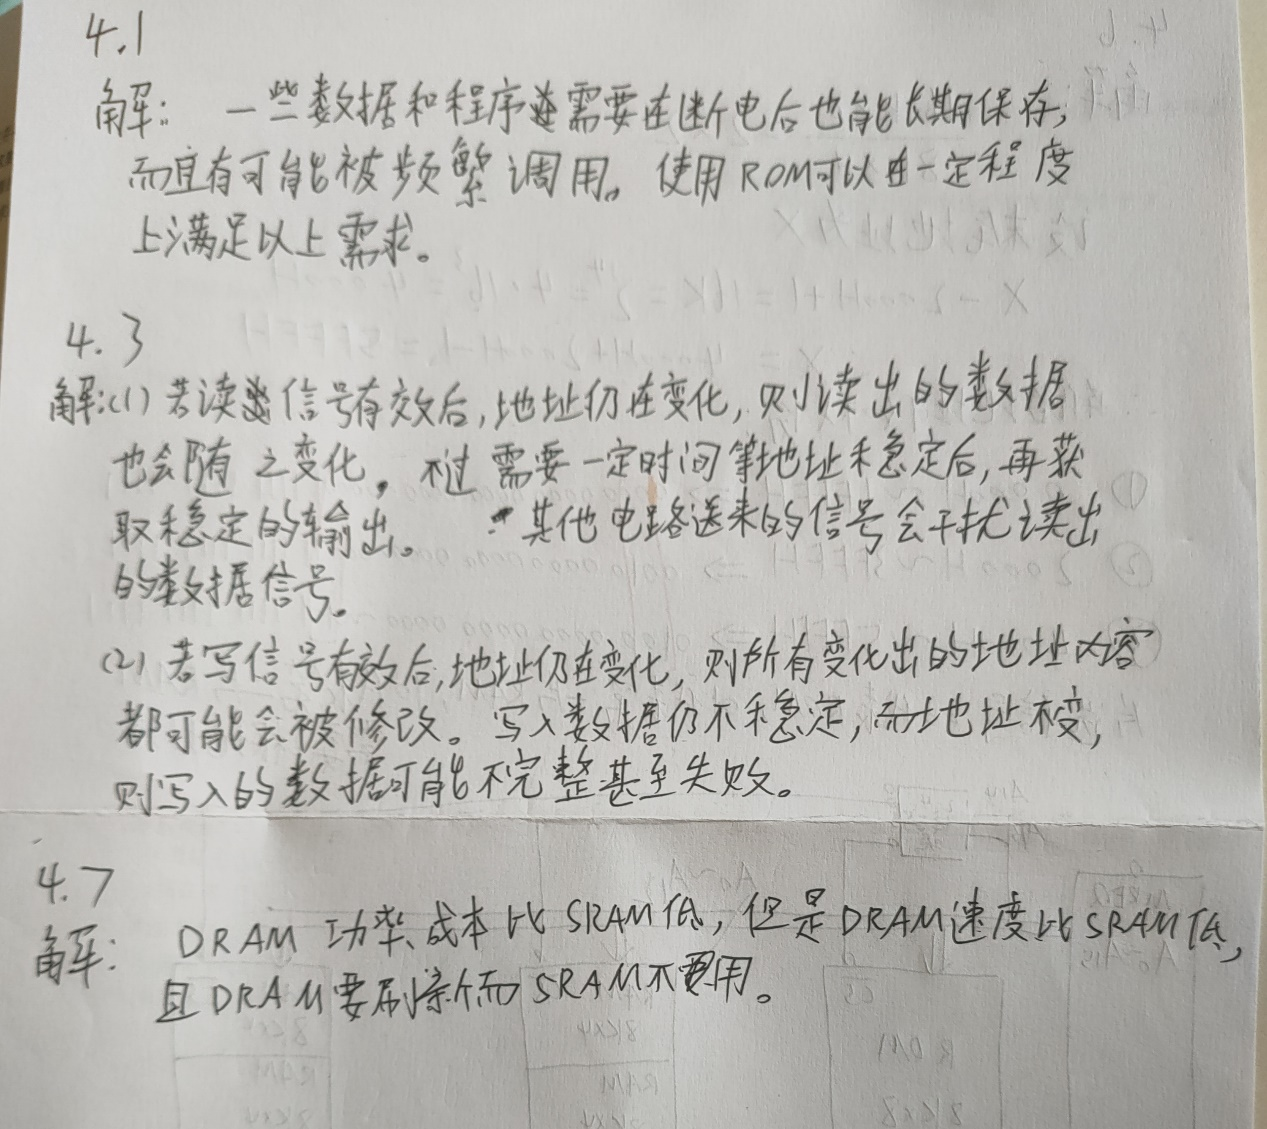 4.1
解: 一些数据和程序需要在断电后也能长期保存,
而且有可能被频繁调用。使用ROM可以在一定程度
上满足以上需求。
4.3
解:(1) 若读信号有效后,地址仍在变化,则读出的数据
也会随之变化。不过需要一定时间等地址稳定后,再获
取稳定的输出。其他电路送来的信号会干扰读出
的数据信号。
(2) 若写信号有效后,地址仍在变化,则所有变化出的地址内容
都可能会被修改。写入数据仍不稳定,而地址不变,
则写入的数据可能不完整甚至失败。
4.7
解: DRAM 功率、成本比 SRAM低,但是DRAM速度比SRAM低,
且DRAM要刷新而SRAM不用。